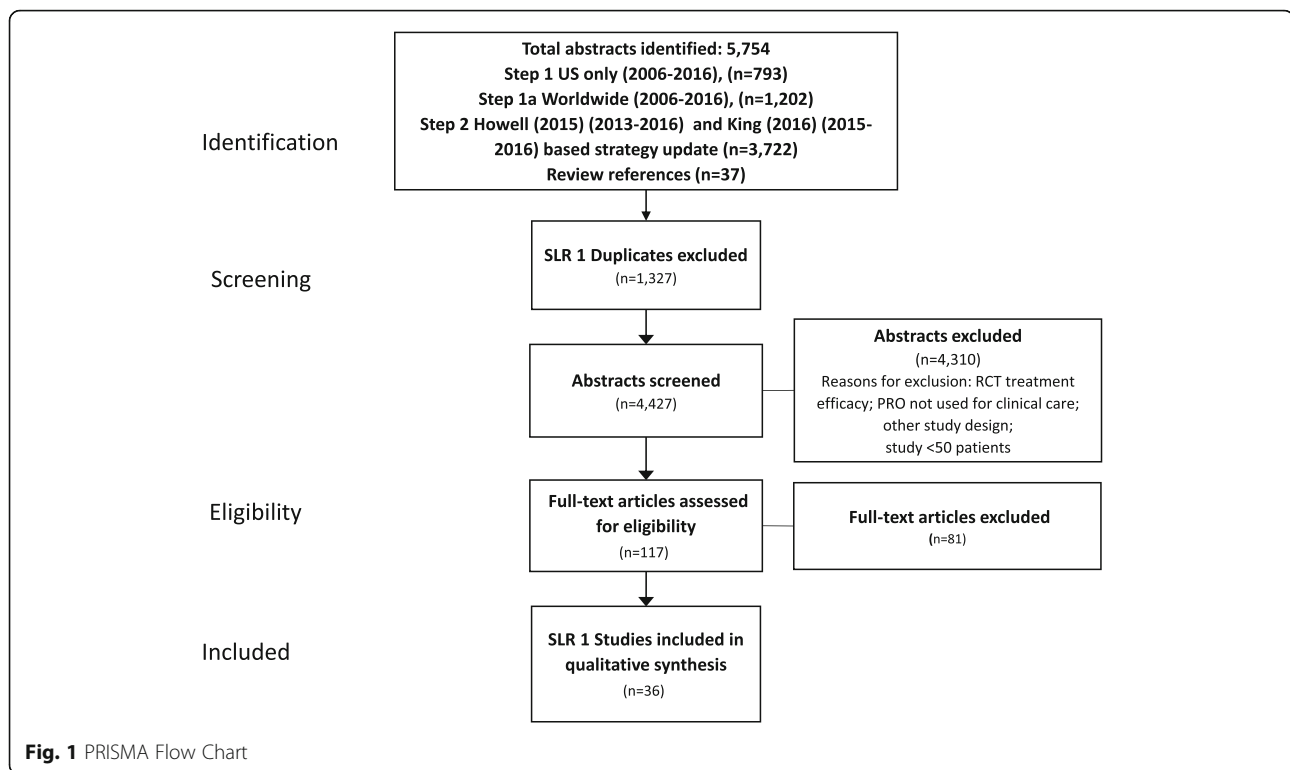 Total abstracts identified: 5,754
Step 1 US only (2006-2016), (n=793)
Step 1a Worldwide (2006-2016), (n=1,202)
Step 2 Howell (2015) (2013-2016) and King (2016) (2015-
2016) based strategy update (n=3,722)
Review references (n=37)
Identification
SLR 1 Duplicates excluded
(n=1,327)
Screening
Abstracts screened
(n=4,427)
Abstracts excluded
(n=4,310)
Reasons for exclusion: RCT treatment
efficacy; PRO not used for clinical care;
other study design;
study <50 patients
Eligibility
Full-text articles assessed
for eligibility
(n=117)
Full-text articles excluded
(n=81)
Included
SLR 1 Studies included in
qualitative synthesis
(n=36)
Fig. 1 PRISMA Flow Chart